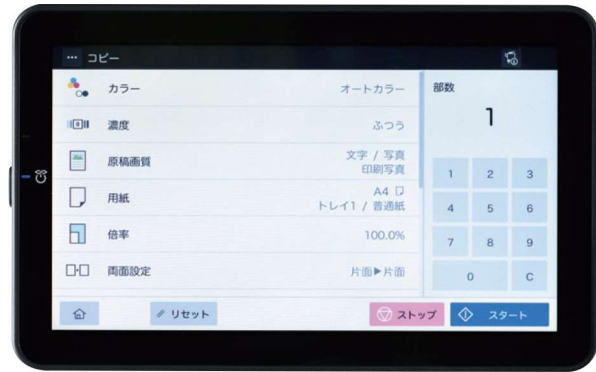 … コピー
カラー
オートカラー
濃度
ふつう
原稿画質
文字 / 写真
印刷写真
用紙
A4
トレイ1 / 普通紙
倍率
100.0%
両面設定
片面▶片面
リセット
部数
1
1 2 3
4 5 6
7 8 9
0 C
ストップ
スタート